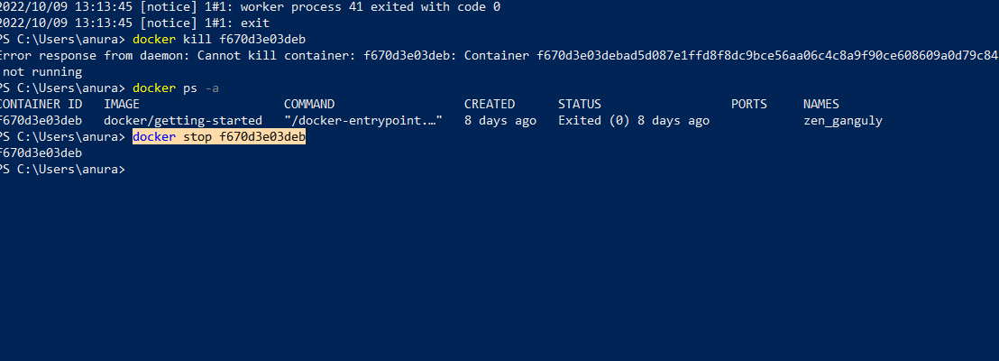 2022/10/09 13:13:45 [notice] 1#1: worker process 41 exited with code 0
2022/10/09 13:13:45 [notice] 1#1: exit
PS C:\Users\anura> docker kill f670d3e03deb
Error response from daemon: Cannot kill container: f670d3e03deb: Container f670d3e03debad5d087e1ffd8f8dc9bce56aa06c4c8a9f90ce608609a0d79c84
not running
PS C:\Users\anura> docker ps -a
CONTAINER ID IMAGE COMMAND CREATED STATUS PORTS NAMES
f670d3e03deb docker/getting-started "/docker-entrypoint.…" 8 days ago Exited (0) 8 days ago zen_ganguly
PS C:\Users\anura> docker stop f670d3e03deb
f670d3e03deb
PS C:\Users\anura>